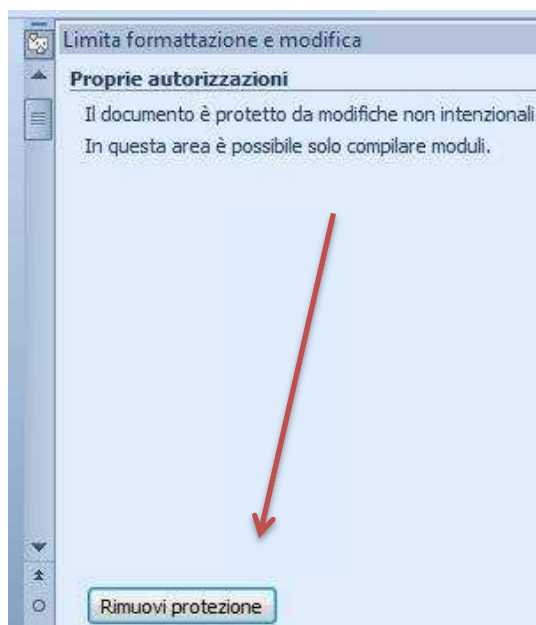 Limita formattazione e modifica
Proprie autorizzazioni
Il documento è protetto da modifiche non intenzionali
In questa area è possibile solo compilare moduli.
Rimuovi protezione